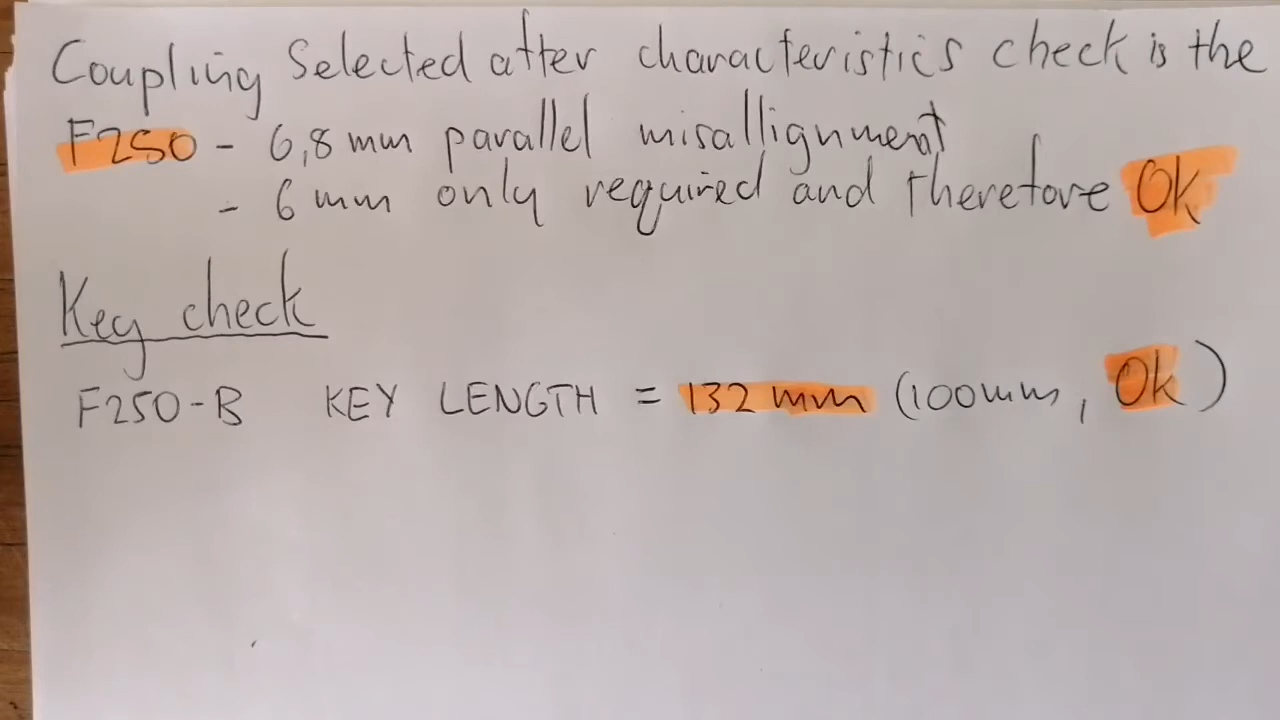 Coupling Selected after characteristics check is the
F250 - 6,8 mm parallel misallignment
- 6 mm only required and therefore Ok
Key check
F250-B KEY LENGTH = 132 mm (100mm, Ok)